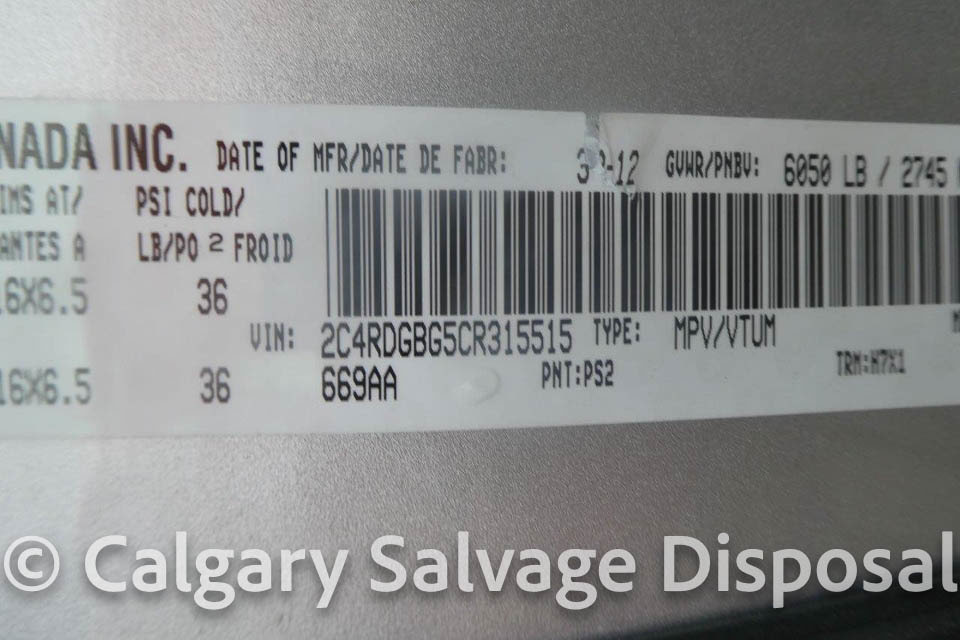 NADA INC. DATE OF MFR/DATE DE FABR: 3-12 GVWR/PNBV: 6050 LB / 2745
IMS AT/ PSI COLD/
ANTES A LB/PO 2 FROID
16X6.5 36
VIN: 2C4RDGBG5CR315515 TYPE: MPV/VTUM
16X6.5 36 669AA PNT:PS2 TRM:H7X1
© Calgary Salvage Disposal